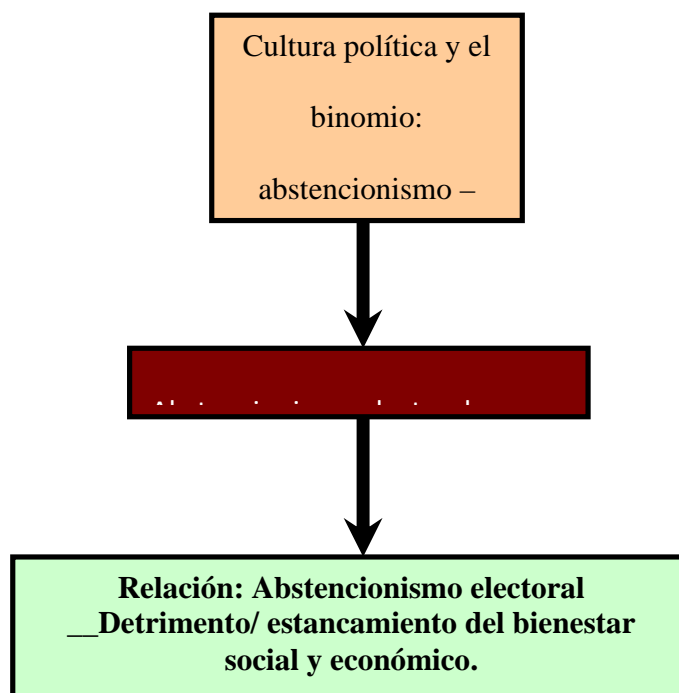 Cultura política y el
binomio:
abstencionismo –
Relación: Abstencionismo electoral
__Detrimento/ estancamiento del bienestar
social y económico.